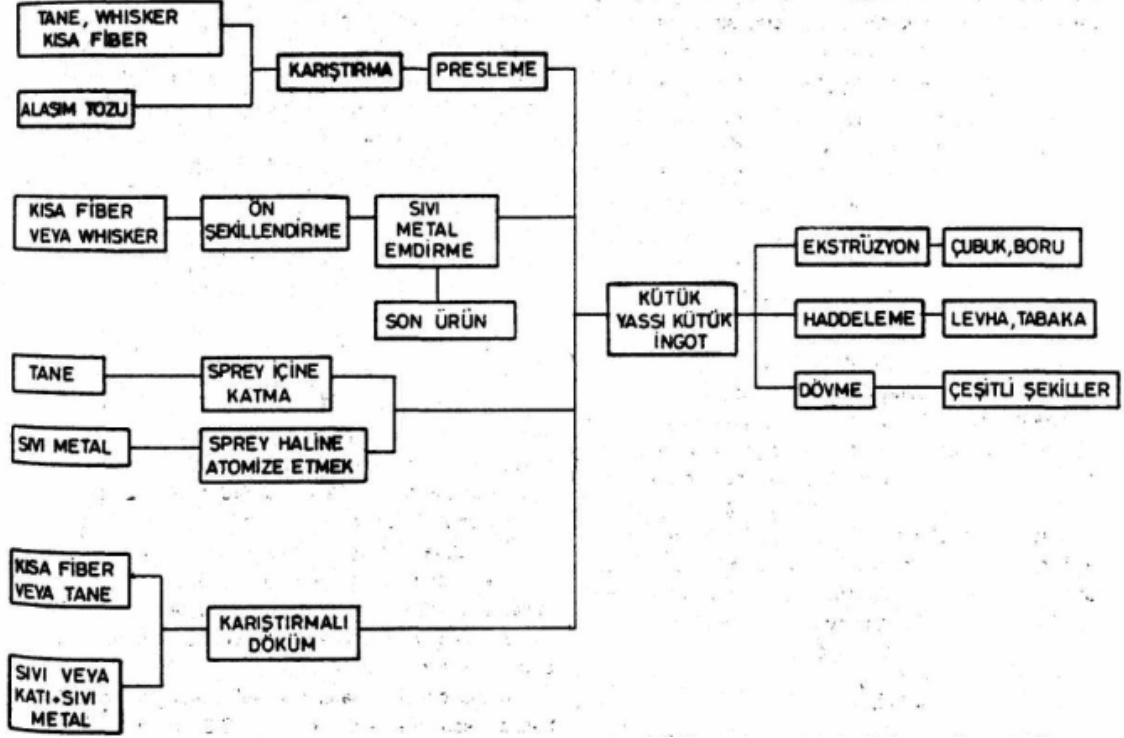 TANE, WHISKER
KISA FİBER
ALAŞIM TOZU
KARIŞTIRMA
PRESLEME
KISA FİBER
VEYA WHISKER
ÖN
ŞEKİLLENDİRME
SIVI
METAL
EMDİRME
SON ÜRÜN
TANE
SPREY İÇİNE
KATMA
SIVI METAL
SPREY HALİNE
ATOMİZE ETMEK
KISA FİBER
VEYA TANE
SIVI VEYA
KATI+SIVI
METAL
KARIŞTIRMALI
DÖKÜM
KÜTÜK
YASSI KÜTÜK
İNGOT
EKSTRÜZYON
ÇUBUK, BORU
HADDELEME
LEVHA, TABAKA
DÖVME
ÇEŞİTLİ ŞEKİLLER